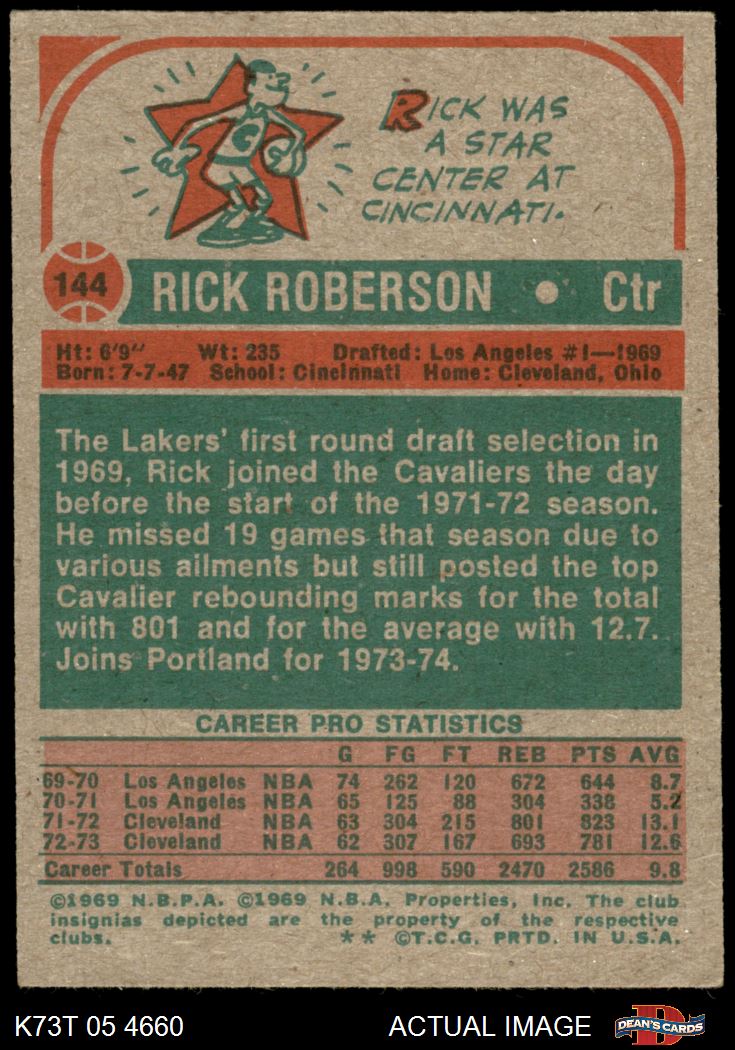 RICK WAS
A STAR
CENTER AT
CINCINNATI.
C
144 RICK ROBERSON • Ctr
Ht: 6'9" Wt: 235 Drafted: Los Angeles #1—1969
Born: 7-7-47 School: Cincinnati Home: Cleveland, Ohio
The Lakers' first round draft selection in
1969, Rick joined the Cavaliers the day
before the start of the 1971-72 season.
He missed 19 games that season due to
various ailments but still posted the top
Cavalier rebounding marks for the total
with 801 and for the average with 12.7.
Joins Portland for 1973-74.
CAREER PRO STATISTICS
G FG FT REB PTS AVG
69-70 Los Angeles NBA 74 262 120 672 644 8.7
70-71 Los Angeles NBA 65 125 88 304 338 5.2
71-72 Cleveland NBA 63 304 215 801 823 13.1
72-73 Cleveland NBA 62 307 167 693 781 12.6
Career Totals 264 998 590 2470 2586 9.8
©1969 N.B.P.A. ©1969 N.B.A. Properties, Inc. The club
insignias depicted are the property of the respective
clubs. ** ©T.C.G. PRTD. IN U.S.A.
K73T 05 4660 ACTUAL IMAGE D DEAN'S CARDS